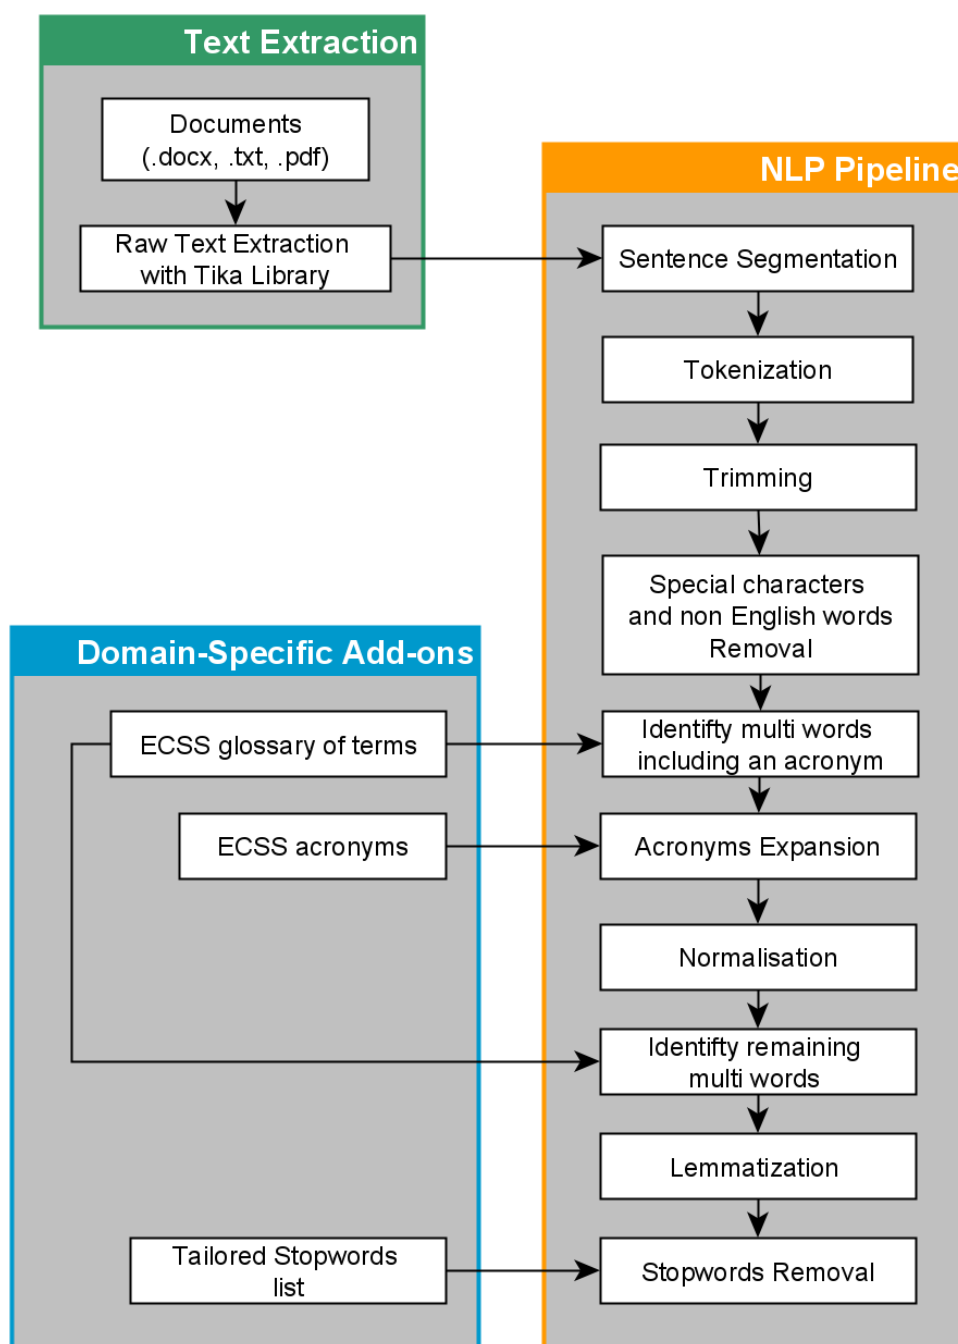 Text Extraction
Documents
(.docx, .txt, .pdf)
Raw Text Extraction
with Tika Library
NLP Pipeline
Sentence Segmentation
Tokenization
Trimming
Special characters
and non English words
Removal
Identifty multi words
including an acronym
Acronyms Expansion
Normalisation
Identifty remaining
multi words
Lemmatization
Stopwords Removal
Domain-Specific Add-ons
ECSS glossary of terms
ECSS acronyms
Tailored Stopwords
list